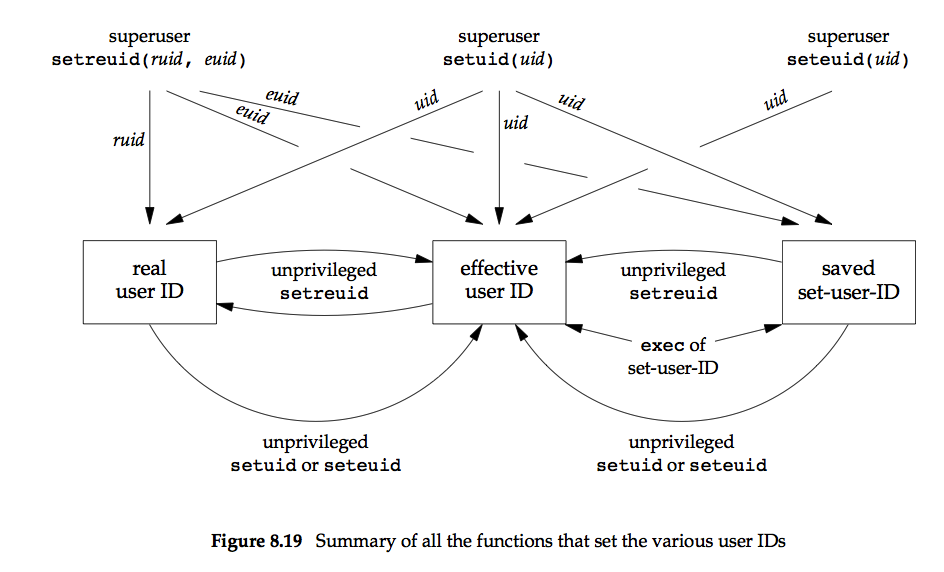 superuser
setreuid(ruid, euid)
superuser
setuid(uid)
superuser
seteuid(uid)
euid
euid
uid
uid
uid
uid
ruid
real
user ID
unprivileged
setreuid
effective
user ID
unprivileged
setreuid
saved
set-user-ID
exec of
set-user-ID
unprivileged
setuid or seteuid
unprivileged
setuid or seteuid
Figure 8.19 Summary of all the functions that set the various user IDs